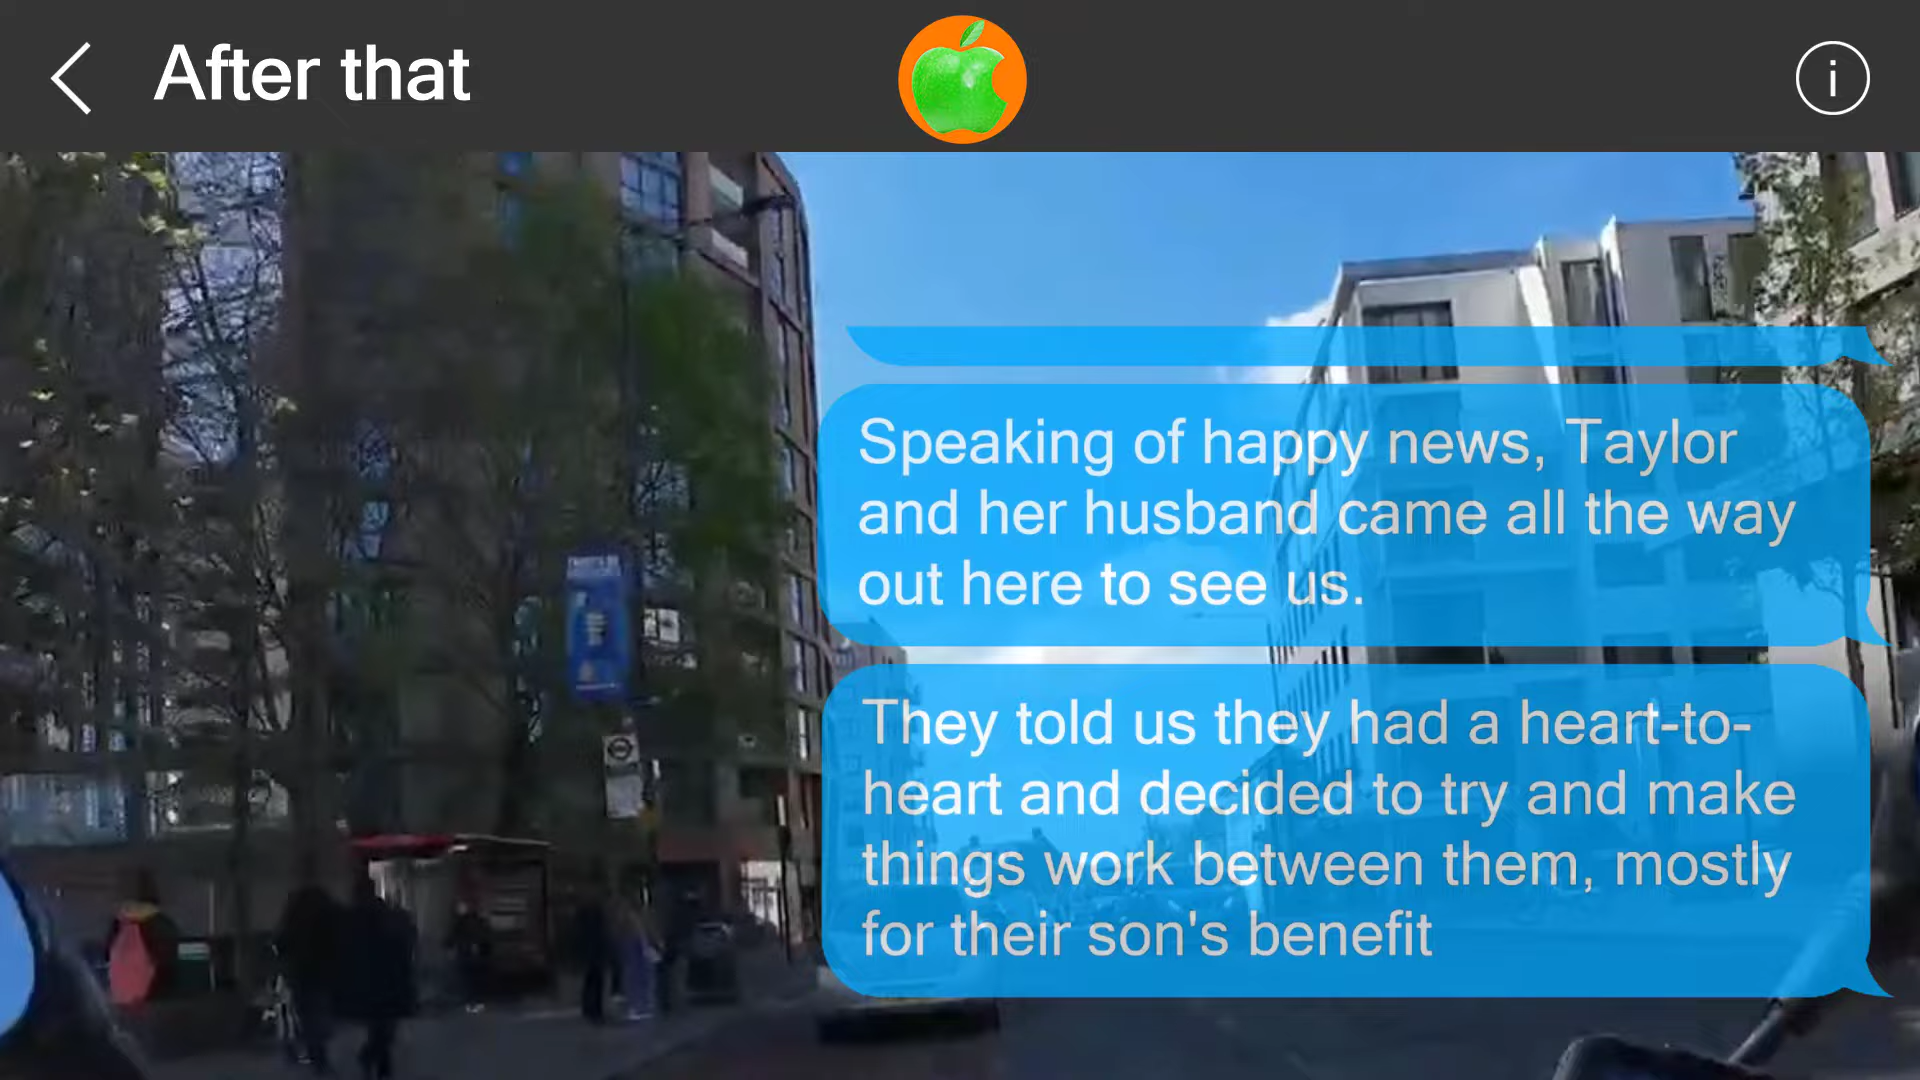 After that
Speaking of happy news, Taylor
and her husband came all the way
out here to see us.
They told us they had a heart-to-
heart and decided to try and make
things work between them, mostly
for their son's benefit